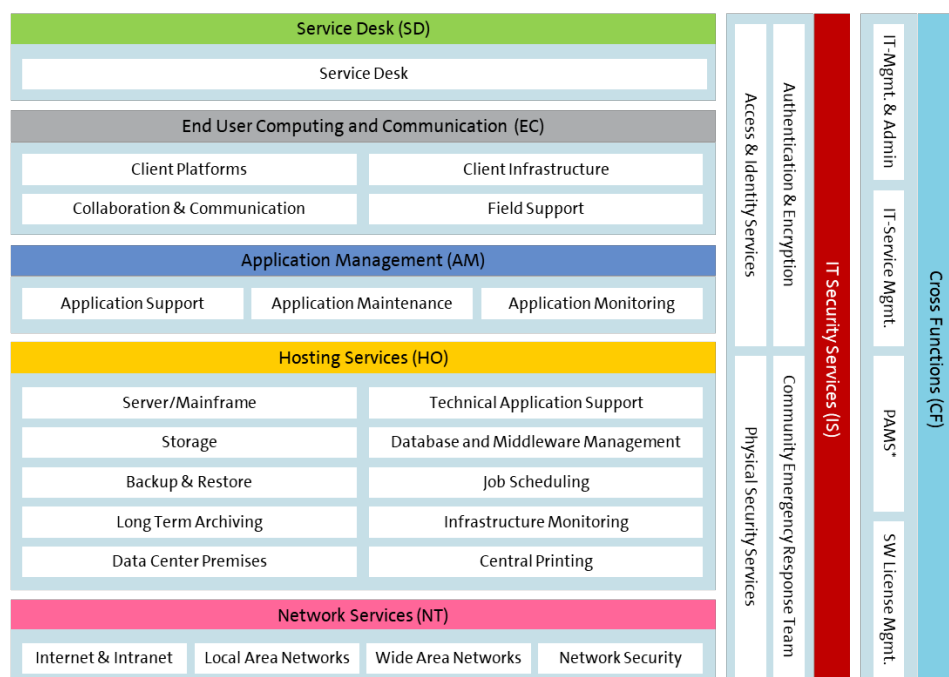 Service Desk (SD)
Service Desk
End User Computing and Communication (EC)
Client Platforms
Client Infrastructure
Collaboration & Communication
Field Support
Application Management (AM)
Application Support
Application Maintenance
Application Monitoring
Hosting Services (HO)
Server/Mainframe
Technical Application Support
Storage
Database and Middleware Management
Backup & Restore
Job Scheduling
Long Term Archiving
Infrastructure Monitoring
Data Center Premises
Central Printing
Network Services (NT)
Internet & Intranet
Local Area Networks
Wide Area Networks
Network Security
Access & Identity Services
Authentication & Encryption
Physical Security Services
Community Emergency Response Team
IT Security Services (IS)
IT-Mgmt. & Admin
IT-Service Mgmt.
PAMS*
SW License Mgmt.
Cross Functions (CF)